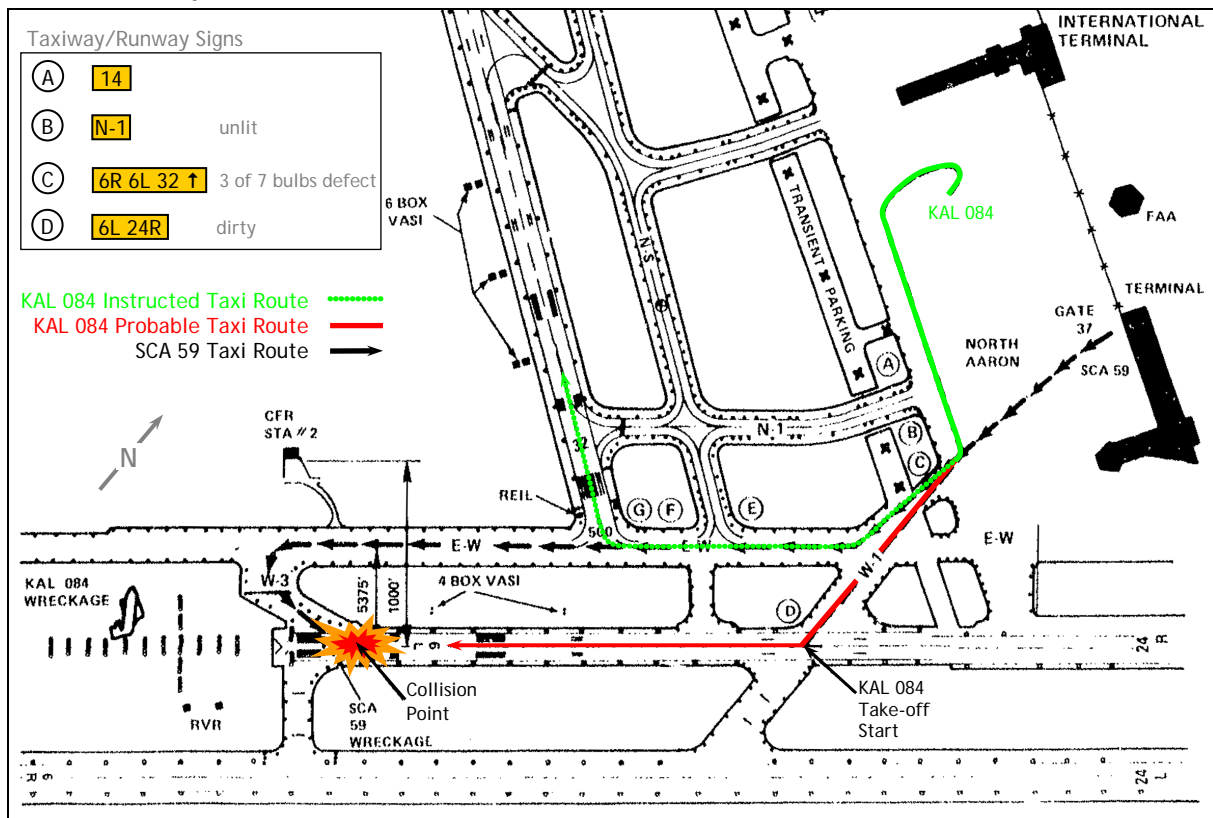 Taxiway/Runway Signs
A 14
B N-1 unlit
C 6R 6L 32 ↑ 3 of 7 bulbs defect
D 6L 24R dirty
KAL 084 Instructed Taxi Route
KAL 084 Probable Taxi Route
SCA 59 Taxi Route
INTERNATIONAL
TERMINAL
6 BOX
VASI
N-S
TRANSIENT
PARKING
KAL 084
FAA
TERMINAL
GATE
37
NORTH
AARON
SCA 59
A
N-1
B
C
32
CFR
STA #2
N
REIL
G F
E
500
E-W
E-W
E-W
W-1
W-3
5375'
1000'
4 BOX VASI
D
KAL 084
WRECKAGE
6 L
24 R
Collision
Point
KAL 084
Take-off
Start
SCA
59
WRECKAGE
RVR
6 R
24 L